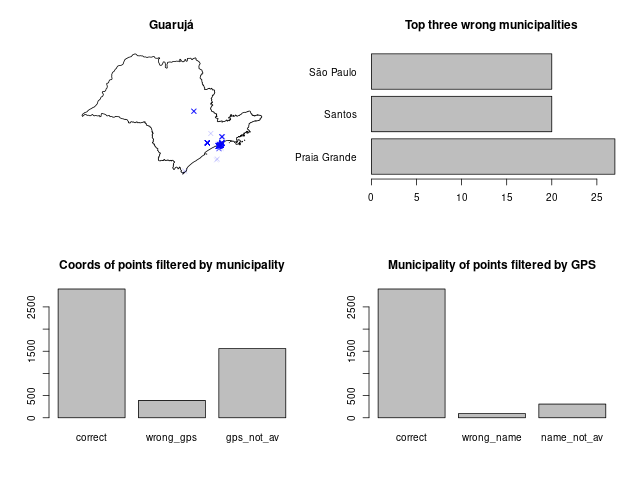 Guarujá
Top three wrong municipalities
São Paulo
Santos
Praia Grande
0 5 10 15 20 25
Coords of points filtered by municipality
2500
1500
500
0
correct wrong_gps gps_not_av
Municipality of points filtered by GPS
2500
1500
500
0
correct wrong_name name_not_av